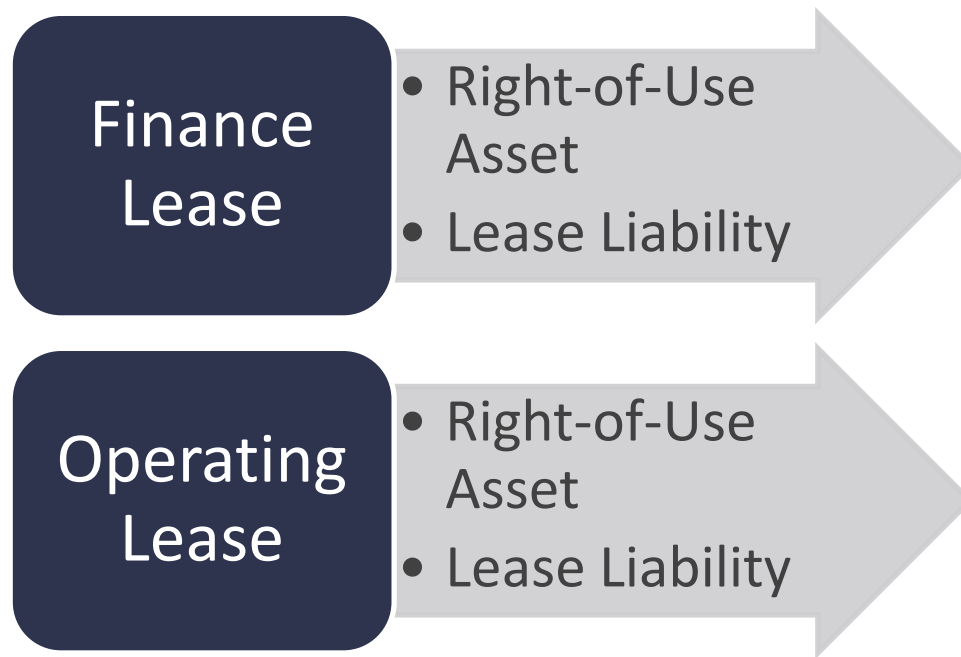 Finance
Lease
• Right-of-Use
Asset
• Lease Liability
Operating
Lease
• Right-of-Use
Asset
• Lease Liability